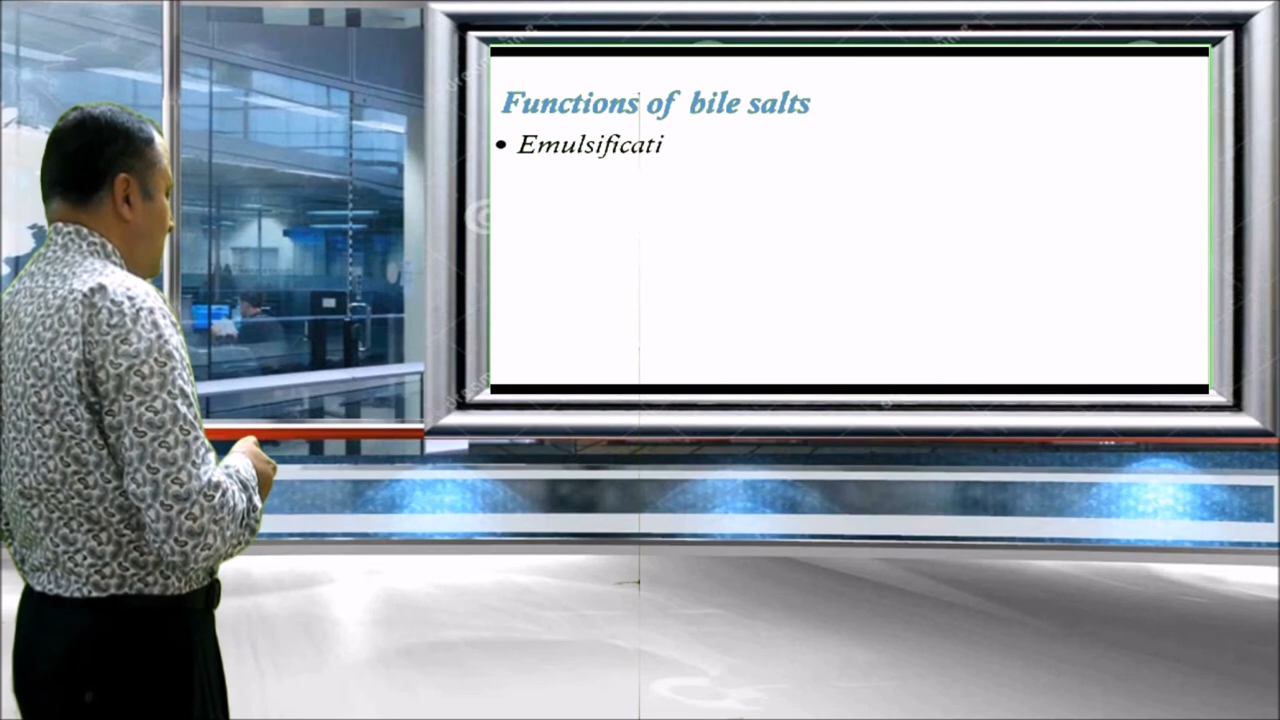 Functions of bile salts
• Emulsificati